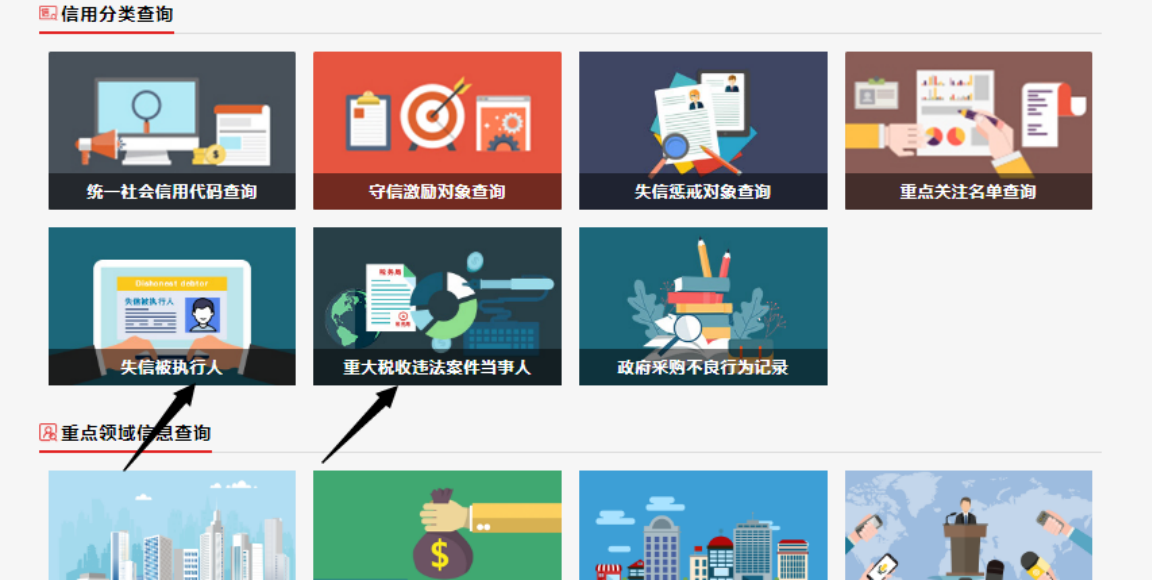 信用分类查询
统一社会信用代码查询
守信激励对象查询
失信惩戒对象查询
重点关注名单查询
Dishonest debtor
失信被执行人
失信被执行人
税务局
重大税收违法案件当事人
政府采购不良行为记录
重点领域信息查询